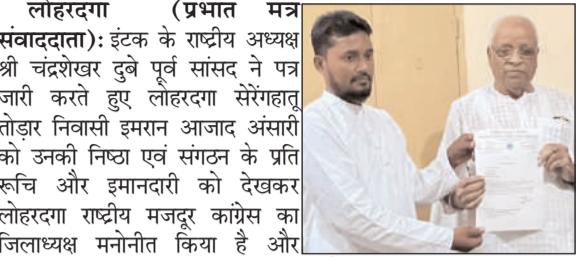 लोहरदगा (प्रभात मंत्र
संवाददाता): इंटक के राष्ट्रीय अध्यक्ष
श्री चंद्रशेखर दुबे पूर्व सांसद ने पत्र
जारी करते हुए लोहरदगा सेरेंगहातू
तोड़ार निवासी इमरान आजाद अंसारी
को उनकी निष्ठा एवं संगठन के प्रति
रूचि और इमानदारी को देखकर
लोहरदगा राष्ट्रीय मजदूर कांग्रेस का
जिलाध्यक्ष मनोनीत किया है और